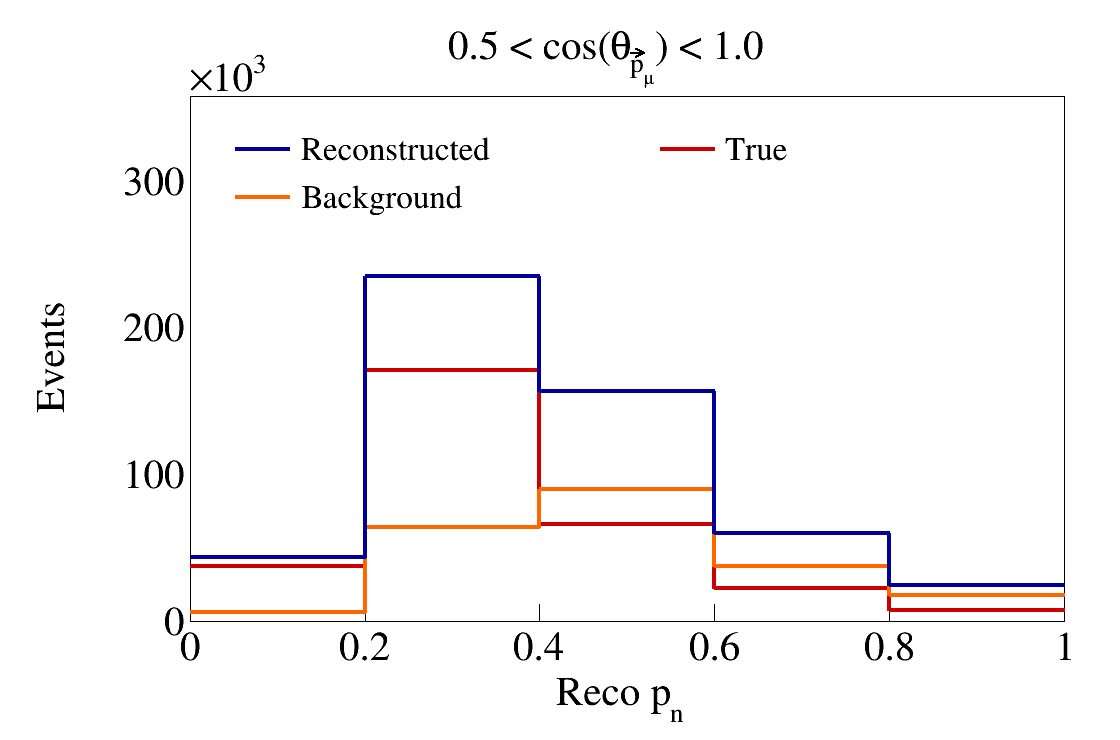 0.5 < cos(θ_{\vec{p}_μ}) < 1.0
×10³
Reconstructed
True
Background
300
200
100
0
Events
0 0.2 0.4 0.6 0.8 1
Reco p_n